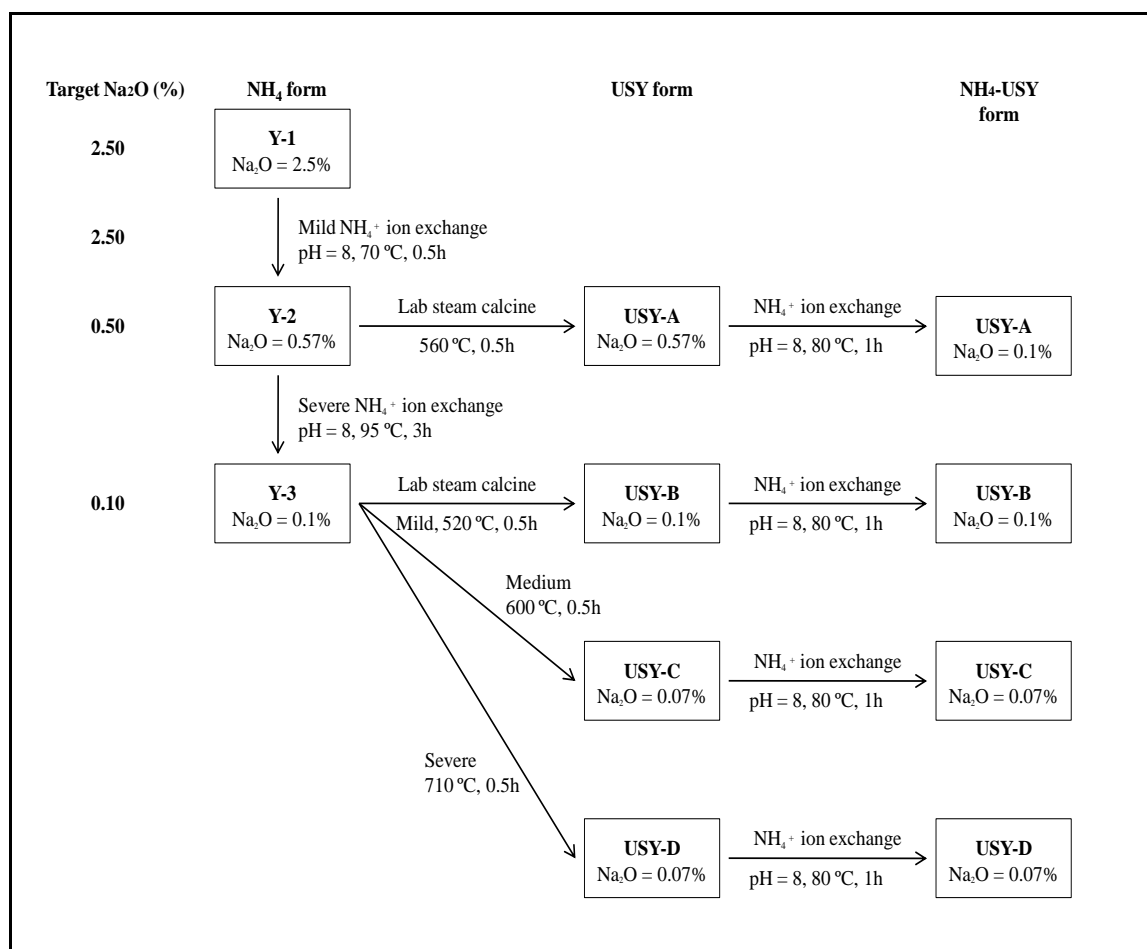 Target Na₂O (%) NH₄ form USY form NH₄-USY
form
2.50 Y-1
Na₂O = 2.5%
2.50 Mild NH₄⁺ ion exchange
pH = 8, 70 ºC, 0.5h
0.50 Y-2
Na₂O = 0.57%
Lab steam calcine
560 ºC, 0.5h
USY-A
Na₂O = 0.57%
NH₄⁺ ion exchange
pH = 8, 80 ºC, 1h
USY-A
Na₂O = 0.1%
Severe NH₄⁺ ion exchange
pH = 8, 95 ºC, 3h
0.10 Y-3
Na₂O = 0.1%
Lab steam calcine
Mild, 520 ºC, 0.5h
USY-B
Na₂O = 0.1%
NH₄⁺ ion exchange
pH = 8, 80 ºC, 1h
USY-B
Na₂O = 0.1%
Medium
600 ºC, 0.5h
USY-C
Na₂O = 0.07%
NH₄⁺ ion exchange
pH = 8, 80 ºC, 1h
USY-C
Na₂O = 0.07%
Severe
710 ºC, 0.5h
USY-D
Na₂O = 0.07%
NH₄⁺ ion exchange
pH = 8, 80 ºC, 1h
USY-D
Na₂O = 0.07%